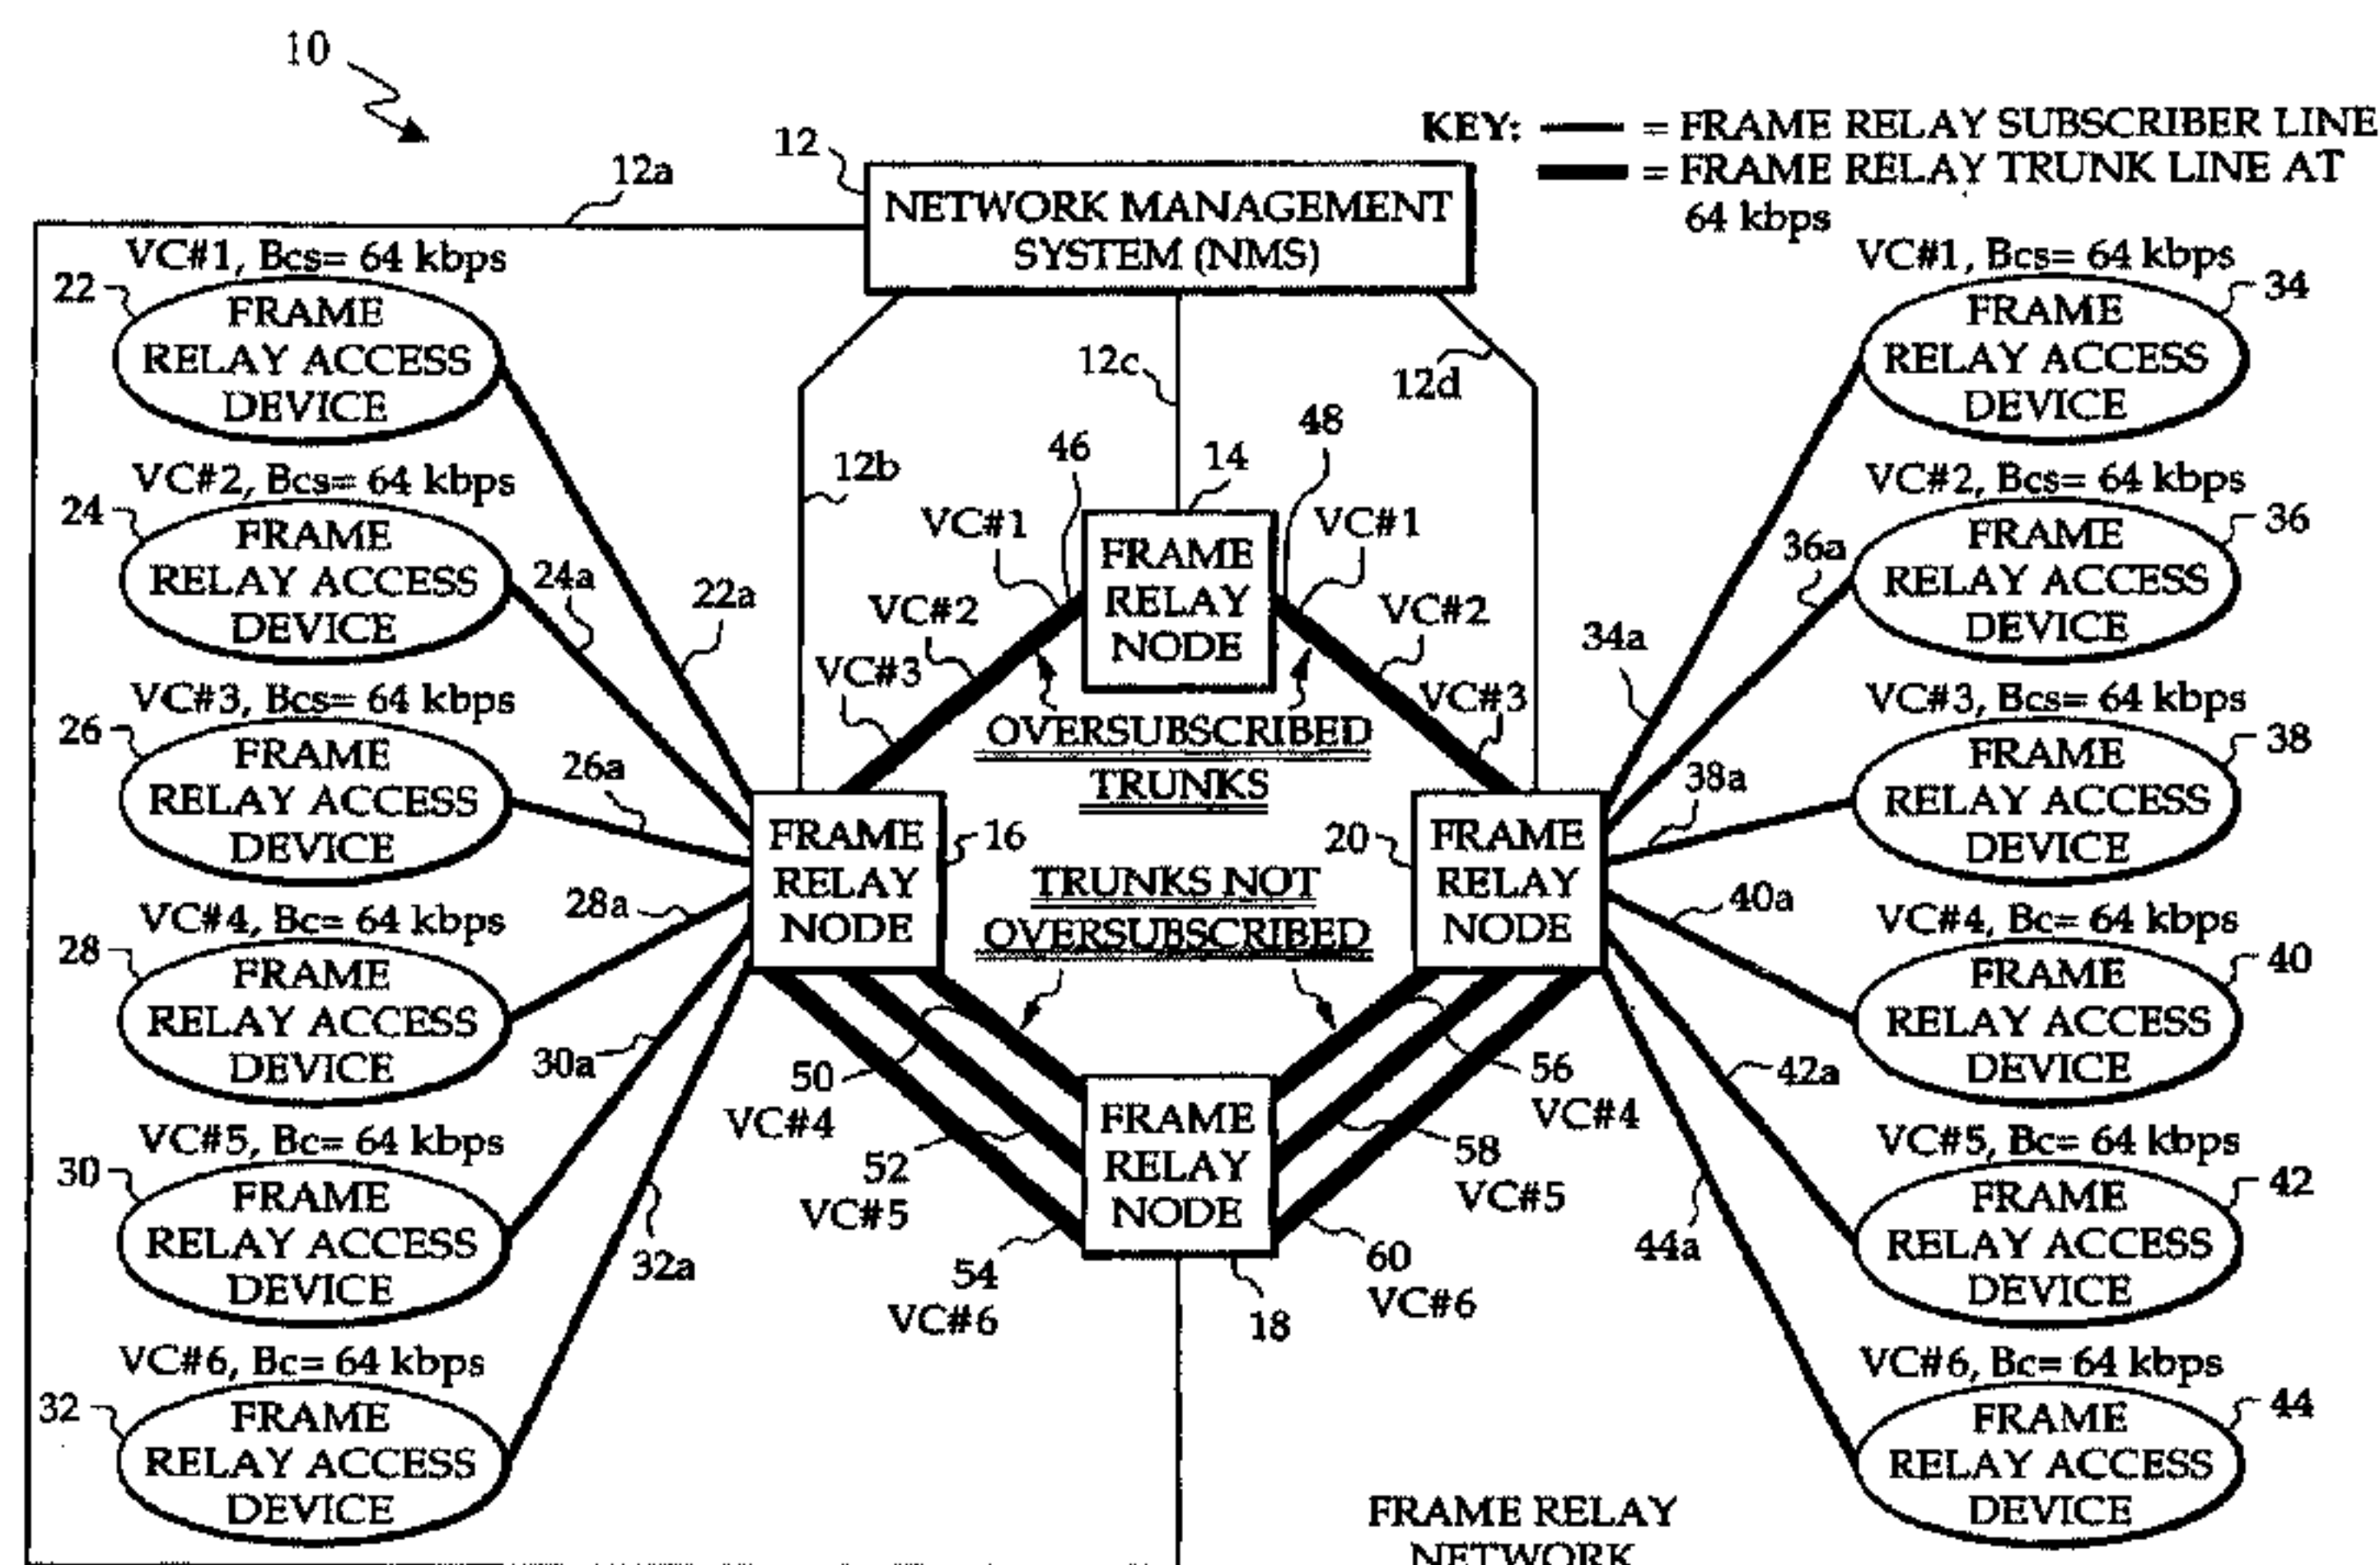 10
KEY: = FRAME RELAY SUBSCRIBER LINE
= FRAME RELAY TRUNK LINE AT
64 kbps
12
12a
NETWORK MANAGEMENT
SYSTEM (NMS)
12b
12c
12d
VC#1, Bcs= 64 kbps
22
FRAME
RELAY ACCESS
DEVICE
22a
VC#2, Bcs= 64 kbps
24
FRAME
RELAY ACCESS
DEVICE
24a
VC#3, Bcs= 64 kbps
26
FRAME
RELAY ACCESS
DEVICE
26a
VC#4, Bc= 64 kbps
28
FRAME
RELAY ACCESS
DEVICE
28a
VC#5, Bc= 64 kbps
30
FRAME
RELAY ACCESS
DEVICE
30a
VC#6, Bc= 64 kbps
32
FRAME
RELAY ACCESS
DEVICE
32a
46
VC#1
VC#2
VC#3
14
FRAME
RELAY
NODE
48
VC#1
VC#2
VC#3
OVERSUBSCRIBED
TRUNKS
FRAME
RELAY
NODE
16
TRUNKS NOT
OVERSUBSCRIBED
20
FRAME
RELAY
NODE
50
VC#4
52
VC#5
54
VC#6
FRAME
RELAY
NODE
18
56
VC#4
58
VC#5
60
VC#6
VC#1, Bcs= 64 kbps
34
FRAME
RELAY ACCESS
DEVICE
34a
VC#2, Bcs= 64 kbps
36
FRAME
RELAY ACCESS
DEVICE
36a
VC#3, Bcs= 64 kbps
38
FRAME
RELAY ACCESS
DEVICE
38a
VC#4, Bc= 64 kbps
40
FRAME
RELAY ACCESS
DEVICE
40a
VC#5, Bc= 64 kbps
42
FRAME
RELAY ACCESS
DEVICE
42a
VC#6, Bc= 64 kbps
44
FRAME
RELAY ACCESS
DEVICE
44a
FRAME RELAY
NETWORK